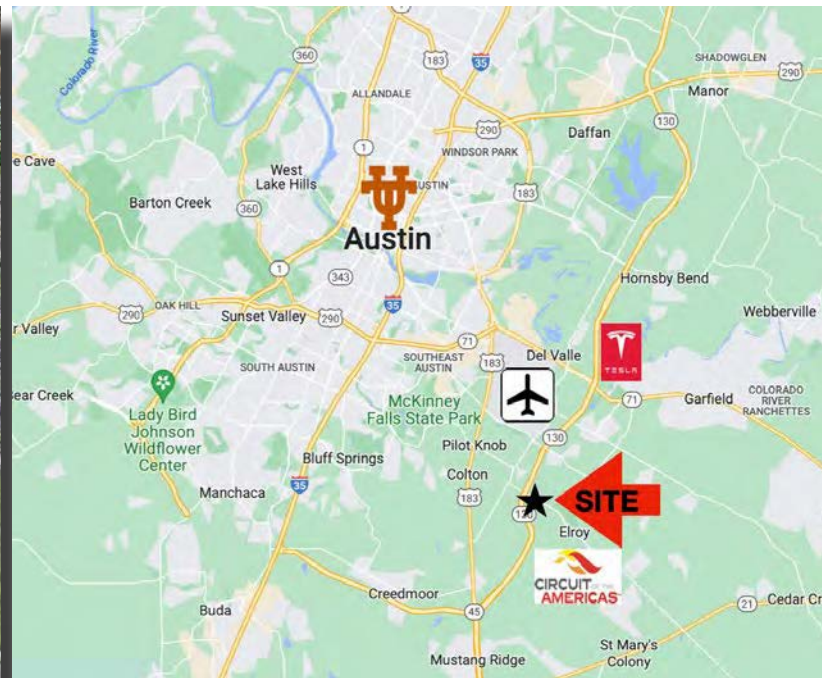 Colorado River
360
183
35
SHADOWGLEN
290
Manor
ALLANDALE
130
290
Daffan
1
WINDSOR PARK
e Cave
West
Lake Hills
USTIN
183
Barton Creek
360
Austin
1
343
Hornsby Bend
35
OAK HILL
290
Sunset Valley
290
Webberville
r Valley
71
TESLA
SOUTH AUSTIN
SOUTHEAST
AUSTIN
183
Del Valle
ear Creek
Lady Bird
Johnson
Wildflower
Center
McKinney
Falls State Park
71
Garfield
COLORADO
RIVER
RANCHETTES
130
Pilot Knob
Bluff Springs
Colton
35
Manchaca
183
SITE
Elroy
CIRCUIT OF THE
AMERICAS
Creedmoor
45
21
Cedar Cr
Buda
St Mary's
Colony
Mustang Ridge